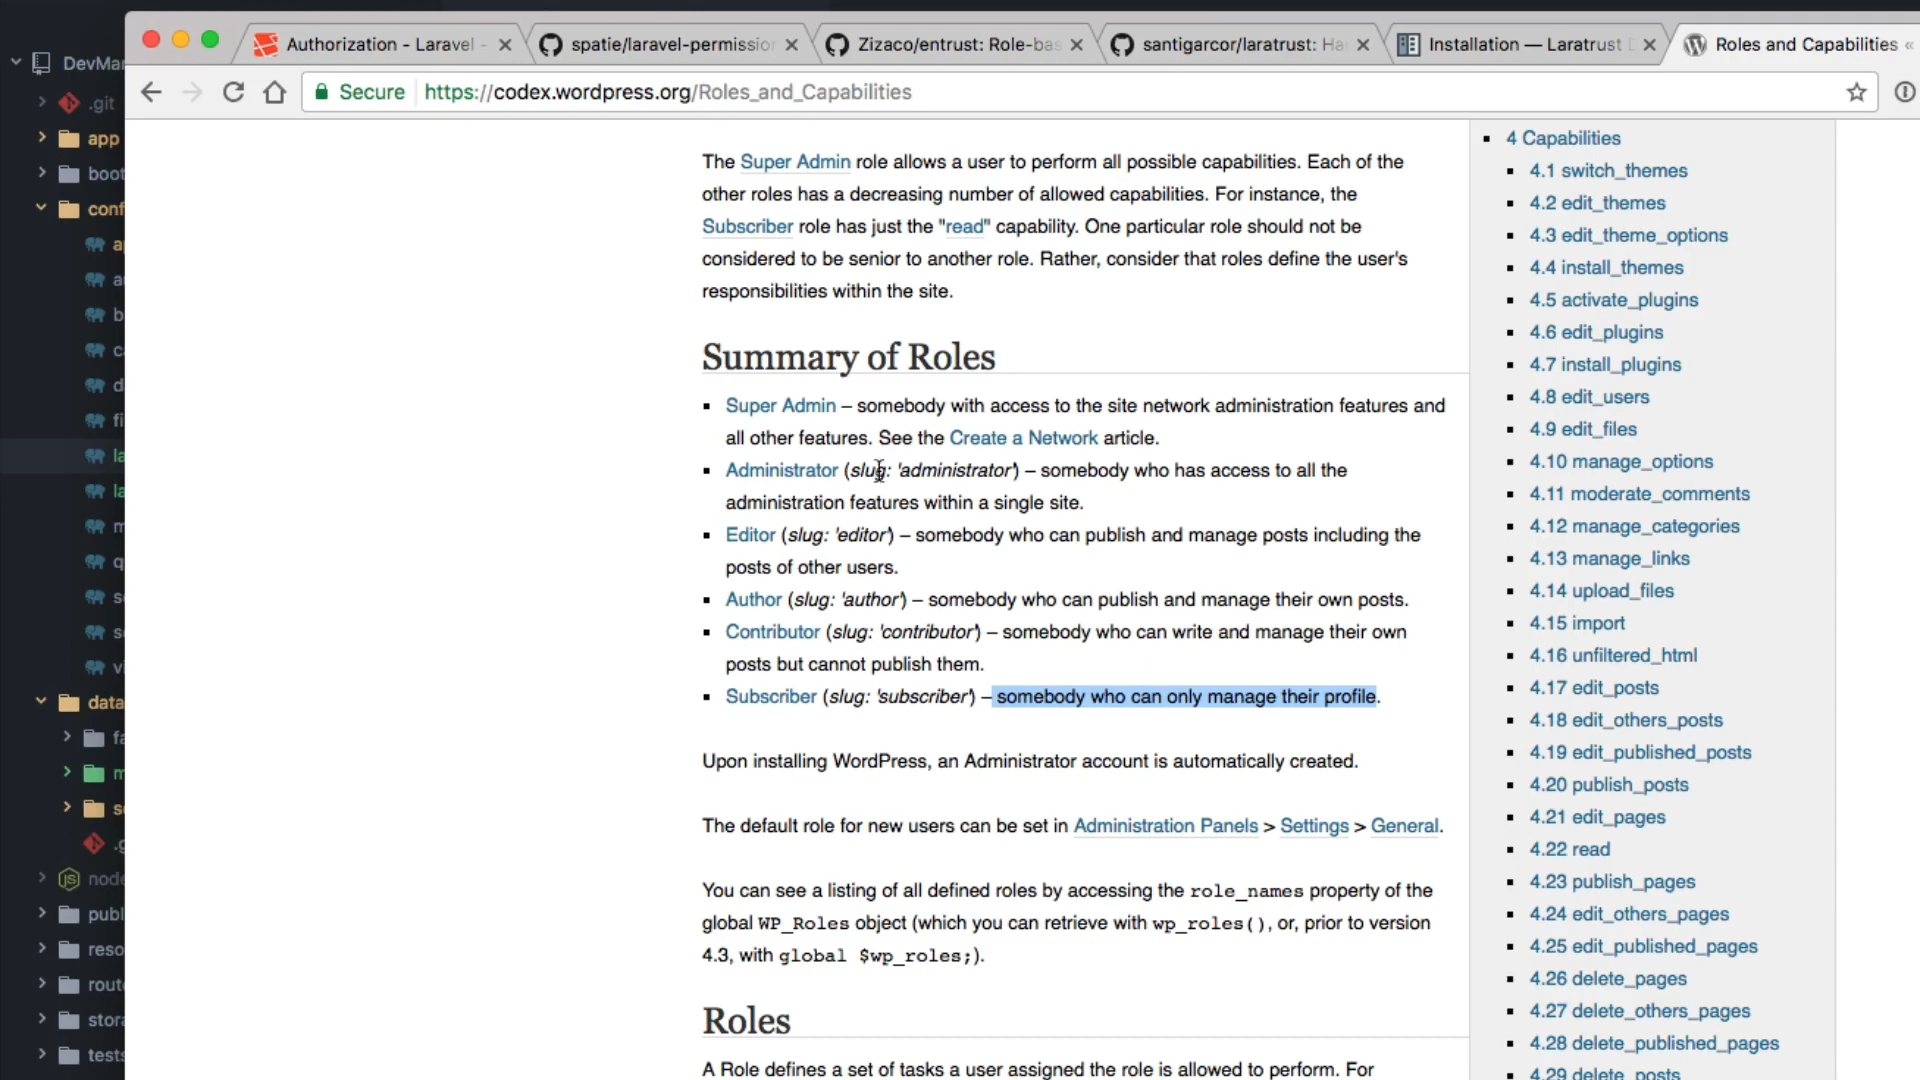 Authorization - Laravel -
spatie/laravel-permission
Zizaco/entrust: Role-bas
santigarcor/laratrust: Ha
Installation — Laratrust D
Roles and Capabilities «
Secure
https://codex.wordpress.org/Roles_and_Capabilities
DevMar
.git
app
boot
conf
data
node
publ
reso
route
stora
tests
The Super Admin role allows a user to perform all possible capabilities. Each of the
other roles has a decreasing number of allowed capabilities. For instance, the
Subscriber role has just the "read" capability. One particular role should not be
considered to be senior to another role. Rather, consider that roles define the user's
responsibilities within the site.
Summary of Roles
Super Admin – somebody with access to the site network administration features and
all other features. See the Create a Network article.
Administrator (slug: 'administrator') – somebody who has access to all the
administration features within a single site.
Editor (slug: 'editor') – somebody who can publish and manage posts including the
posts of other users.
Author (slug: 'author') – somebody who can publish and manage their own posts.
Contributor (slug: 'contributor') – somebody who can write and manage their own
posts but cannot publish them.
Subscriber (slug: 'subscriber') – somebody who can only manage their profile.
Upon installing WordPress, an Administrator account is automatically created.
The default role for new users can be set in Administration Panels > Settings > General.
You can see a listing of all defined roles by accessing the role_names property of the
global WP_Roles object (which you can retrieve with wp_roles(), or, prior to version
4.3, with global $wp_roles;).
Roles
A Role defines a set of tasks a user assigned the role is allowed to perform. For
4 Capabilities
4.1 switch_themes
4.2 edit_themes
4.3 edit_theme_options
4.4 install_themes
4.5 activate_plugins
4.6 edit_plugins
4.7 install_plugins
4.8 edit_users
4.9 edit_files
4.10 manage_options
4.11 moderate_comments
4.12 manage_categories
4.13 manage_links
4.14 upload_files
4.15 import
4.16 unfiltered_html
4.17 edit_posts
4.18 edit_others_posts
4.19 edit_published_posts
4.20 publish_posts
4.21 edit_pages
4.22 read
4.23 publish_pages
4.24 edit_others_pages
4.25 edit_published_pages
4.26 delete_pages
4.27 delete_others_pages
4.28 delete_published_pages
4.29 delete_posts